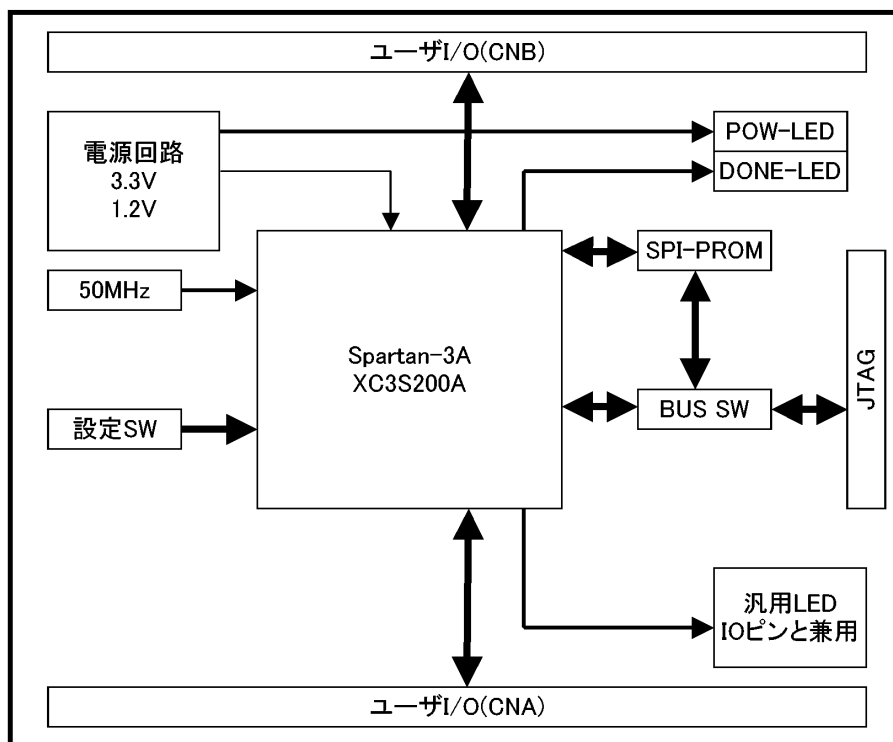 ユーザI/O(CNB)
電源回路
3.3V
1.2V
POW-LED
DONE-LED
SPI-PROM
50MHz
Spartan-3A
XC3S200A
JTAG
設定SW
BUS SW
汎用LED
IOピンと兼用
ユーザI/O(CNA)